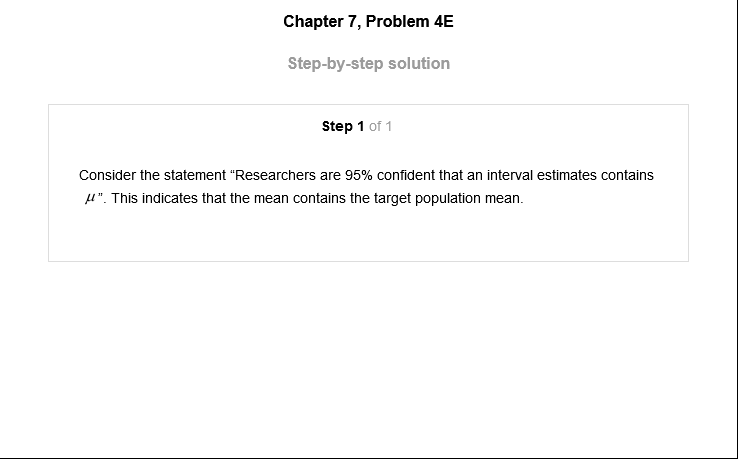 Chapter 7, Problem 4E
Step-by-step solution
Step 1 of 1
Consider the statement “Researchers are 95% confident that an interval estimates contains
μ”. This indicates that the mean contains the target population mean.